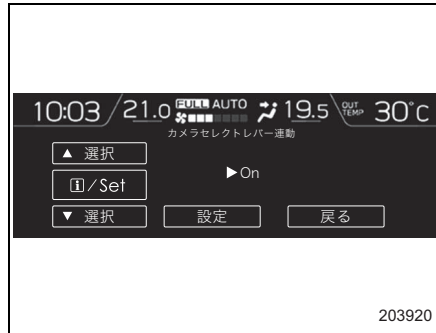 10:03 21.0 FULL AUTO 19.5 OUT TEMP 30°c
カメラセレクトレバー連動
▲ 選択
i/Set
▶On
▼ 選択 設定 戻る
203920